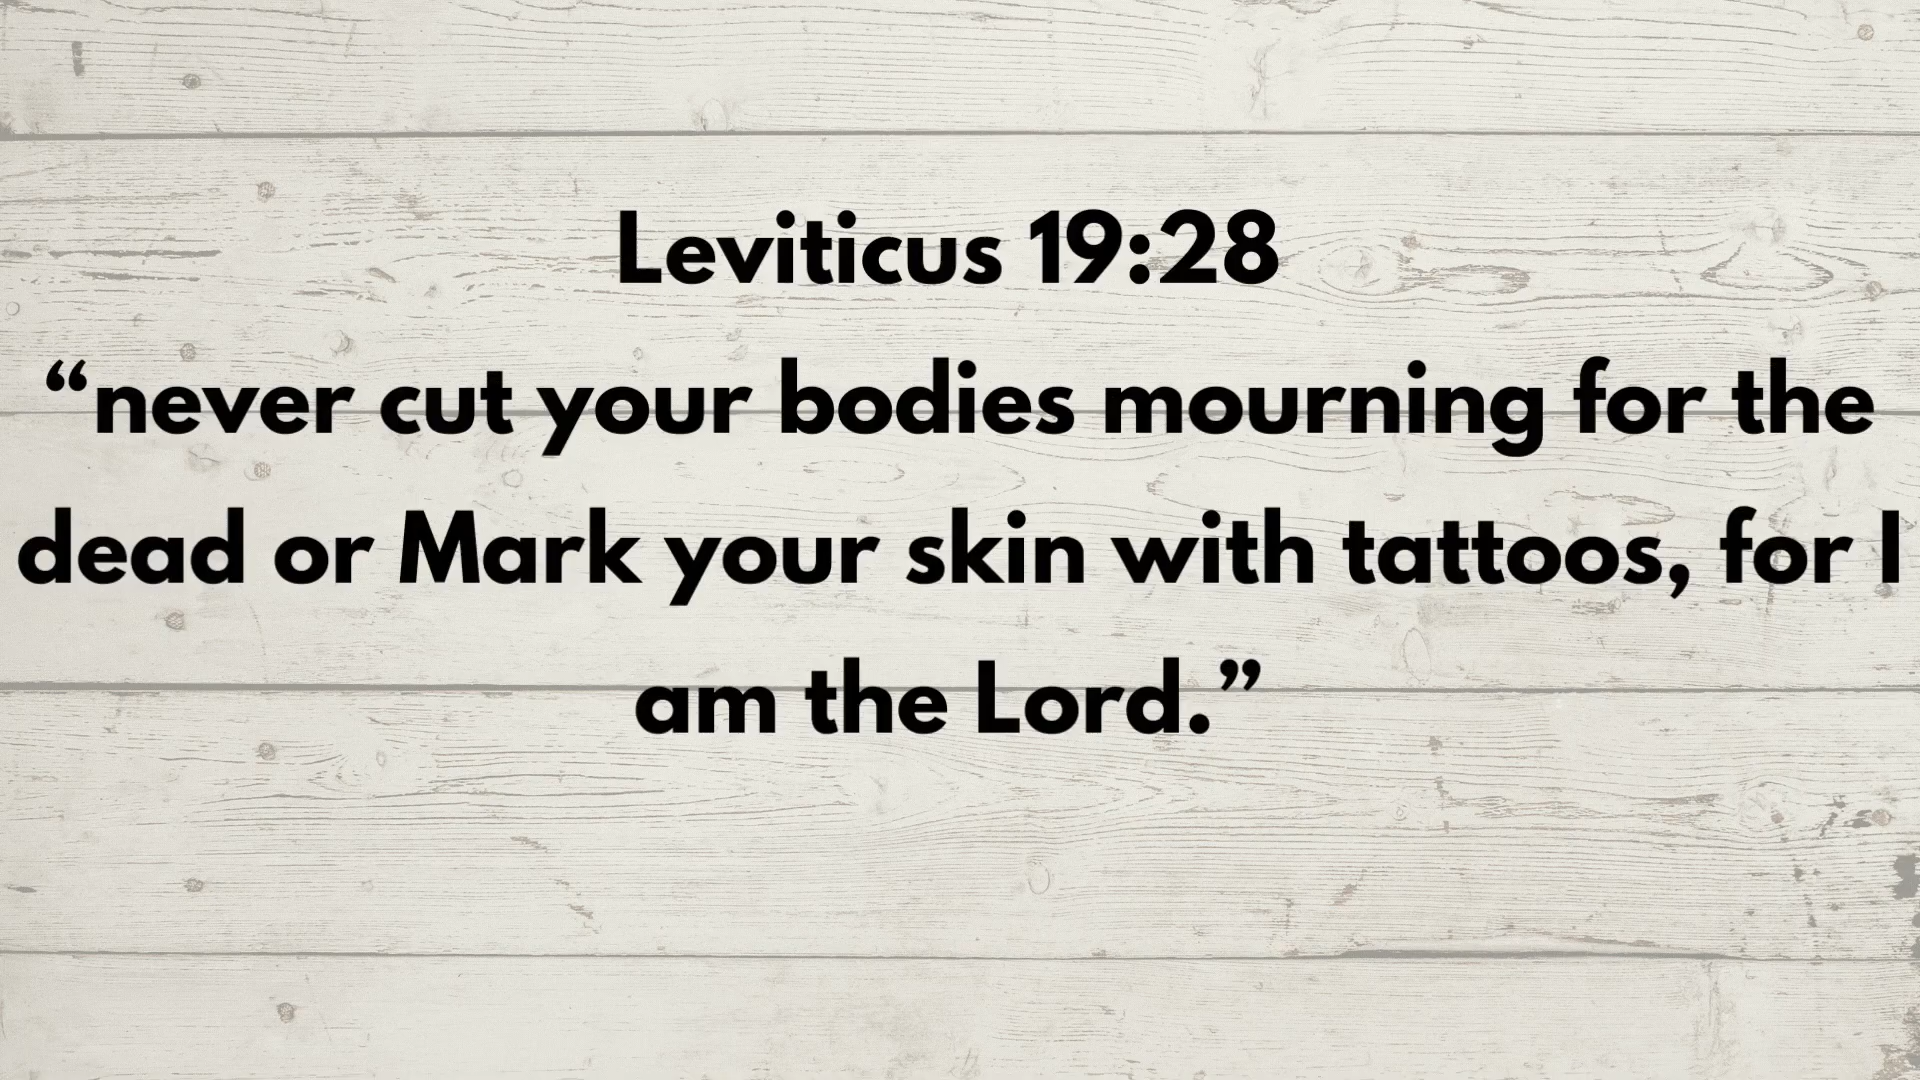 Leviticus 19:28
“never cut your bodies mourning for the
dead or Mark your skin with tattoos, for I
am the Lord.”